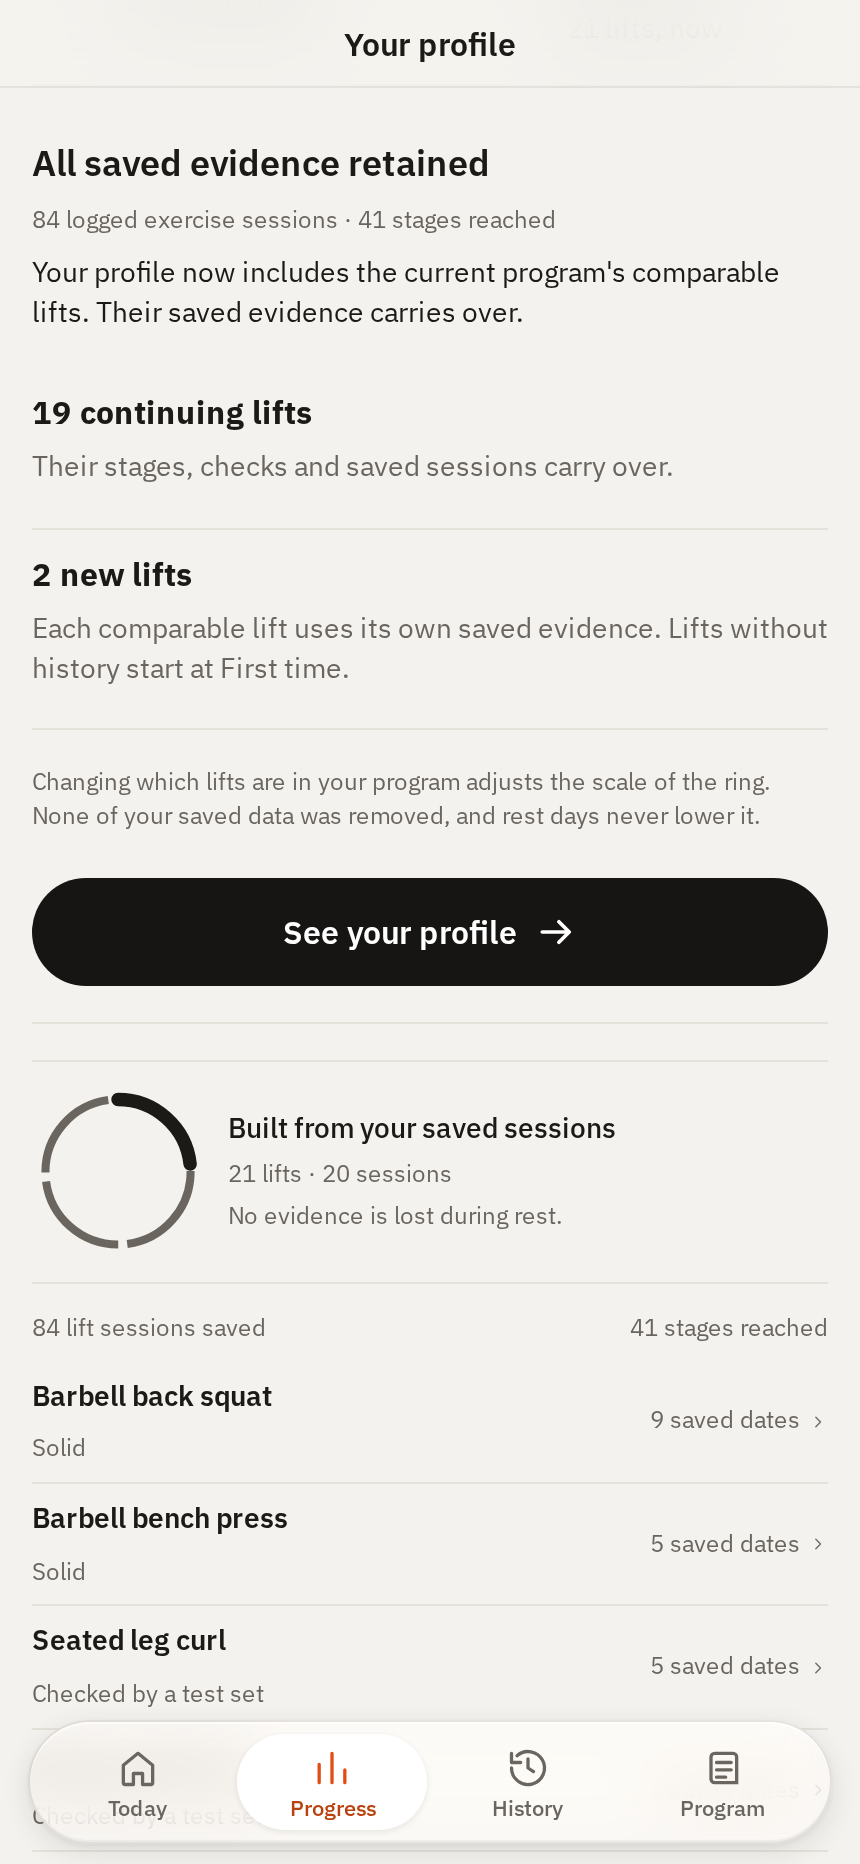 21 lifts, now
Your profile
All saved evidence retained
84 logged exercise sessions · 41 stages reached
Your profile now includes the current program's comparable
lifts. Their saved evidence carries over.
19 continuing lifts
Their stages, checks and saved sessions carry over.
2 new lifts
Each comparable lift uses its own saved evidence. Lifts without
history start at First time.
Changing which lifts are in your program adjusts the scale of the ring.
None of your saved data was removed, and rest days never lower it.
See your profile →
Built from your saved sessions
21 lifts · 20 sessions
No evidence is lost during rest.
84 lift sessions saved
41 stages reached
Barbell back squat
9 saved dates
Solid
Barbell bench press
5 saved dates
Solid
Seated leg curl
5 saved dates
Checked by a test set
Checked by a test set
Today
Progress
History
Program